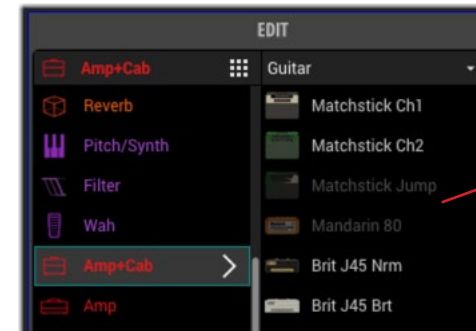 EDIT
Amp+Cab
Guitar
Reverb
Matchstick Ch1
Pitch/Synth
Matchstick Ch2
Filter
Matchstick Jump
Wah
Mandarin 80
Amp+Cab
Brit J45 Nrm
Amp
Brit J45 Brt